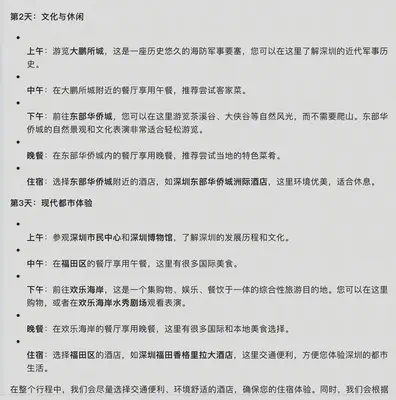 第2天：文化与休闲
上午：游览大鹏所城，这是一座历史悠久的海防军事要塞，您可以在这里了解深圳的近代军事历
史。
中午：在大鹏所城附近的餐厅享用午餐，推荐尝试客家菜。
下午：前往东部华侨城，您可以在这里游览茶溪谷、大侠谷等自然风光，而不需要爬山。东部华
侨城的自然景观和文化表演非常适合轻松游览。
晚餐：在东部华侨城内的餐厅享用晚餐，推荐尝试当地的特色菜肴。
住宿：选择东部华侨城附近的酒店，如深圳东部华侨城洲际酒店，这里环境优美，适合休息。
第3天：现代都市体验
上午：参观深圳市民中心和深圳博物馆，了解深圳的发展历程和文化。
中午：在福田区的餐厅享用午餐，这里有很多国际美食。
下午：前往欢乐海岸，这是一个集购物、娱乐、餐饮于一体的综合性旅游目的地。您可以在这里
购物，或者在欢乐海岸水秀剧场观看表演。
晚餐：在欢乐海岸的餐厅享用晚餐，这里有很多国际和本地美食选择。
住宿：选择福田区的酒店，如深圳福田香格里拉大酒店，这里交通便利，方便您体验深圳的都市
生活。
在整个行程中，我们会尽量选择交通便利、环境舒适的酒店，确保您的住宿体验。同时，我们会根据